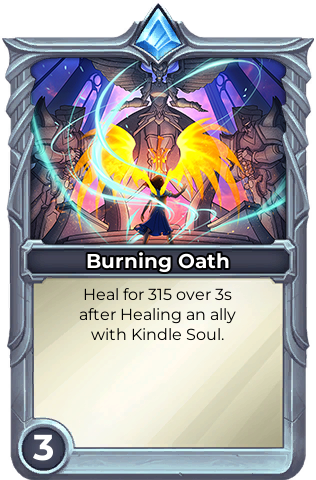 Burning Oath
Heal for 315 over 3s
after Healing an ally
with Kindle Soul.
3